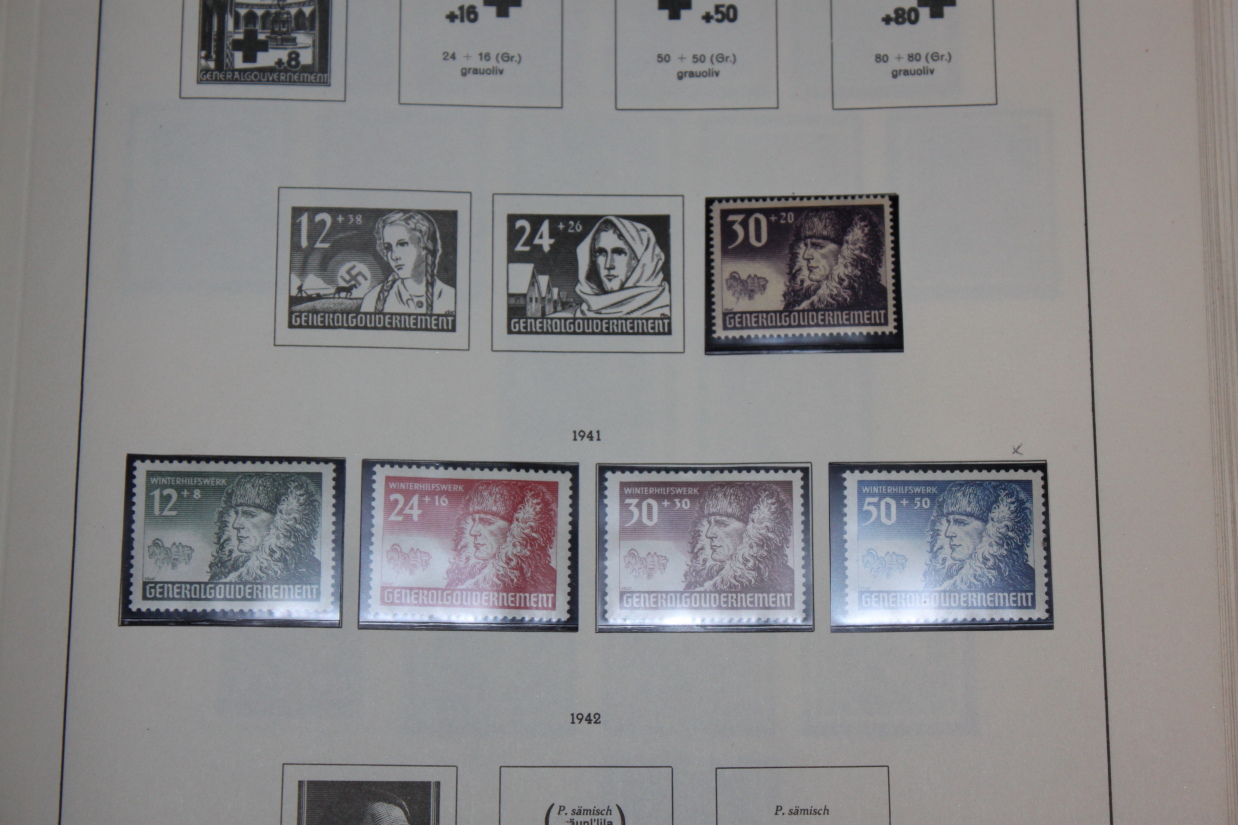 +8
GENERALGOUVERNEMENT
+16
24 + 16 (Gr.)
grauoliv
+50
50 + 50 (Gr.)
grauoliv
+80
80 + 80 (Gr.)
grauoliv
12 + 38
GENERALGOUVERNEMENT
24 + 26
GENERALGOUVERNEMENT
30 + 20
GENERALGOUVERNEMENT
1941
x
WINTERHILFSWERK
12 + 8
GENERALGOUVERNEMENT
WINTERHILFSWERK
24 + 16
GENERALGOUVERNEMENT
WINTERHILFSWERK
30 + 30
GENERALGOUVERNEMENT
WINTERHILFSWERK
50 + 50
GENERALGOUVERNEMENT
1942
(P. sämisch)
P. sämisch